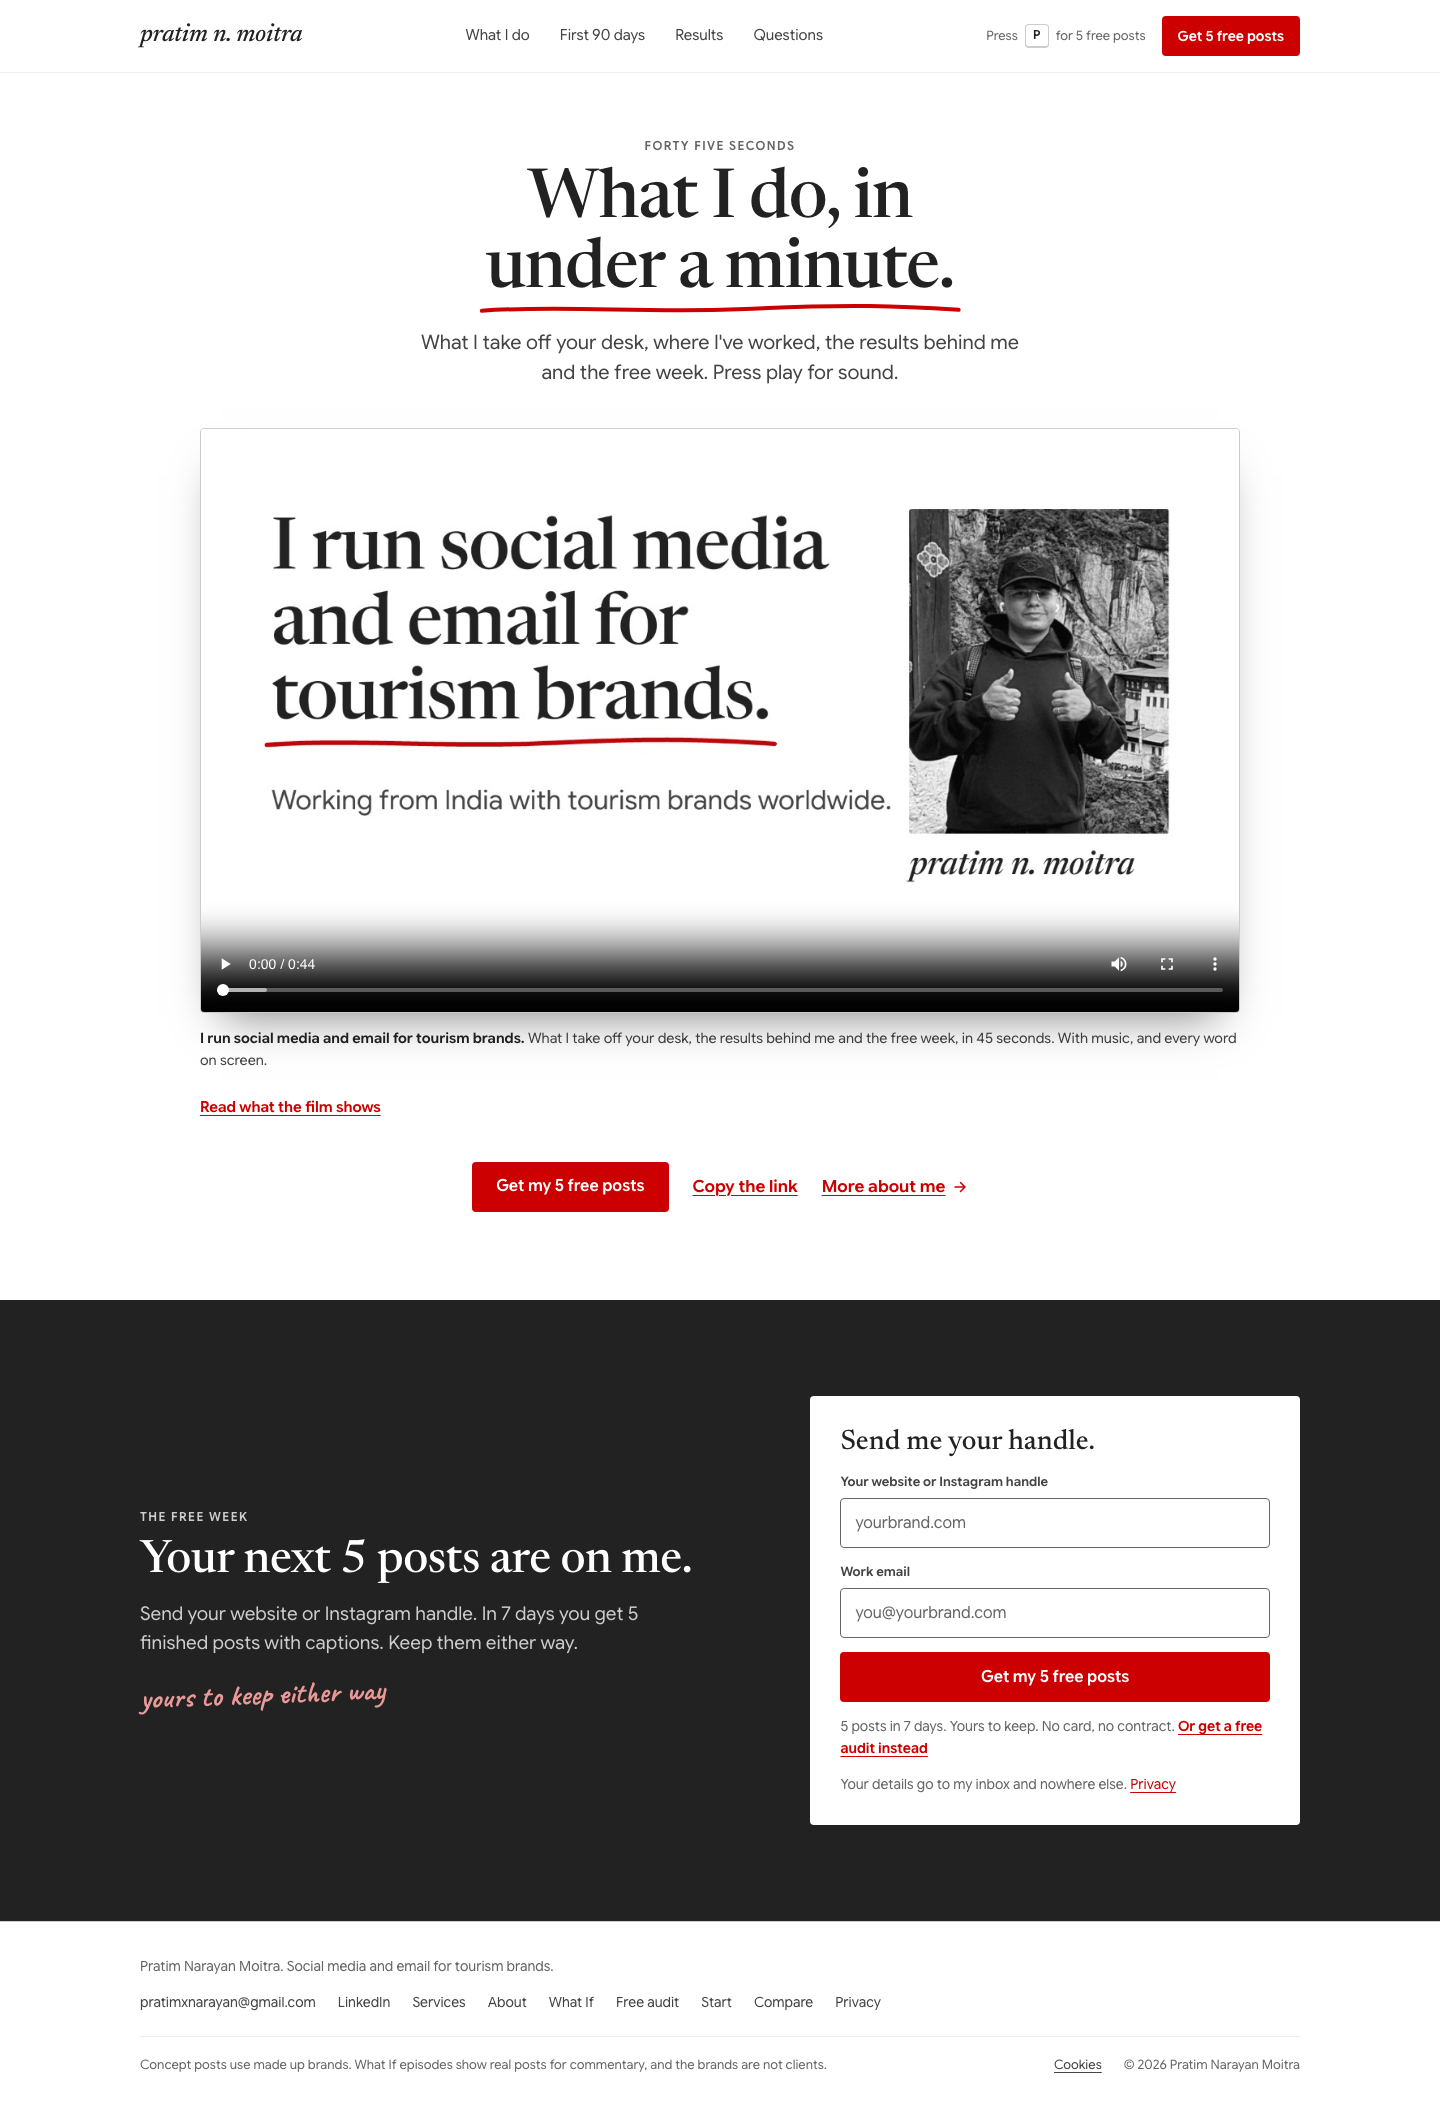 pratim n. moitra
What I do
First 90 days
Results
Questions
Press P for 5 free posts
Get 5 free posts
FORTY FIVE SECONDS
What I do, in
under a minute.
What I take off your desk, where I've worked, the results behind me
and the free week. Press play for sound.
I run social media
and email for
tourism brands.
Working from India with tourism brands worldwide.
pratim n. moitra
0:00 / 0:44
I run social media and email for tourism brands. What I take off your desk, the results behind me and the free week, in 45 seconds. With music, and every word
on screen.
Read what the film shows
Get my 5 free posts
Copy the link
More about me →
THE FREE WEEK
Your next 5 posts are on me.
Send your website or Instagram handle. In 7 days you get 5
finished posts with captions. Keep them either way.
yours to keep either way
Send me your handle.
Your website or Instagram handle
yourbrand.com
Work email
you@yourbrand.com
Get my 5 free posts
5 posts in 7 days. Yours to keep. No card, no contract. Or get a free
audit instead
Your details go to my inbox and nowhere else. Privacy
Pratim Narayan Moitra. Social media and email for tourism brands.
pratimxnarayan@gmail.com
LinkedIn
Services
About
What If
Free audit
Start
Compare
Privacy
Concept posts use made up brands. What If episodes show real posts for commentary, and the brands are not clients.
Cookies
© 2026 Pratim Narayan Moitra